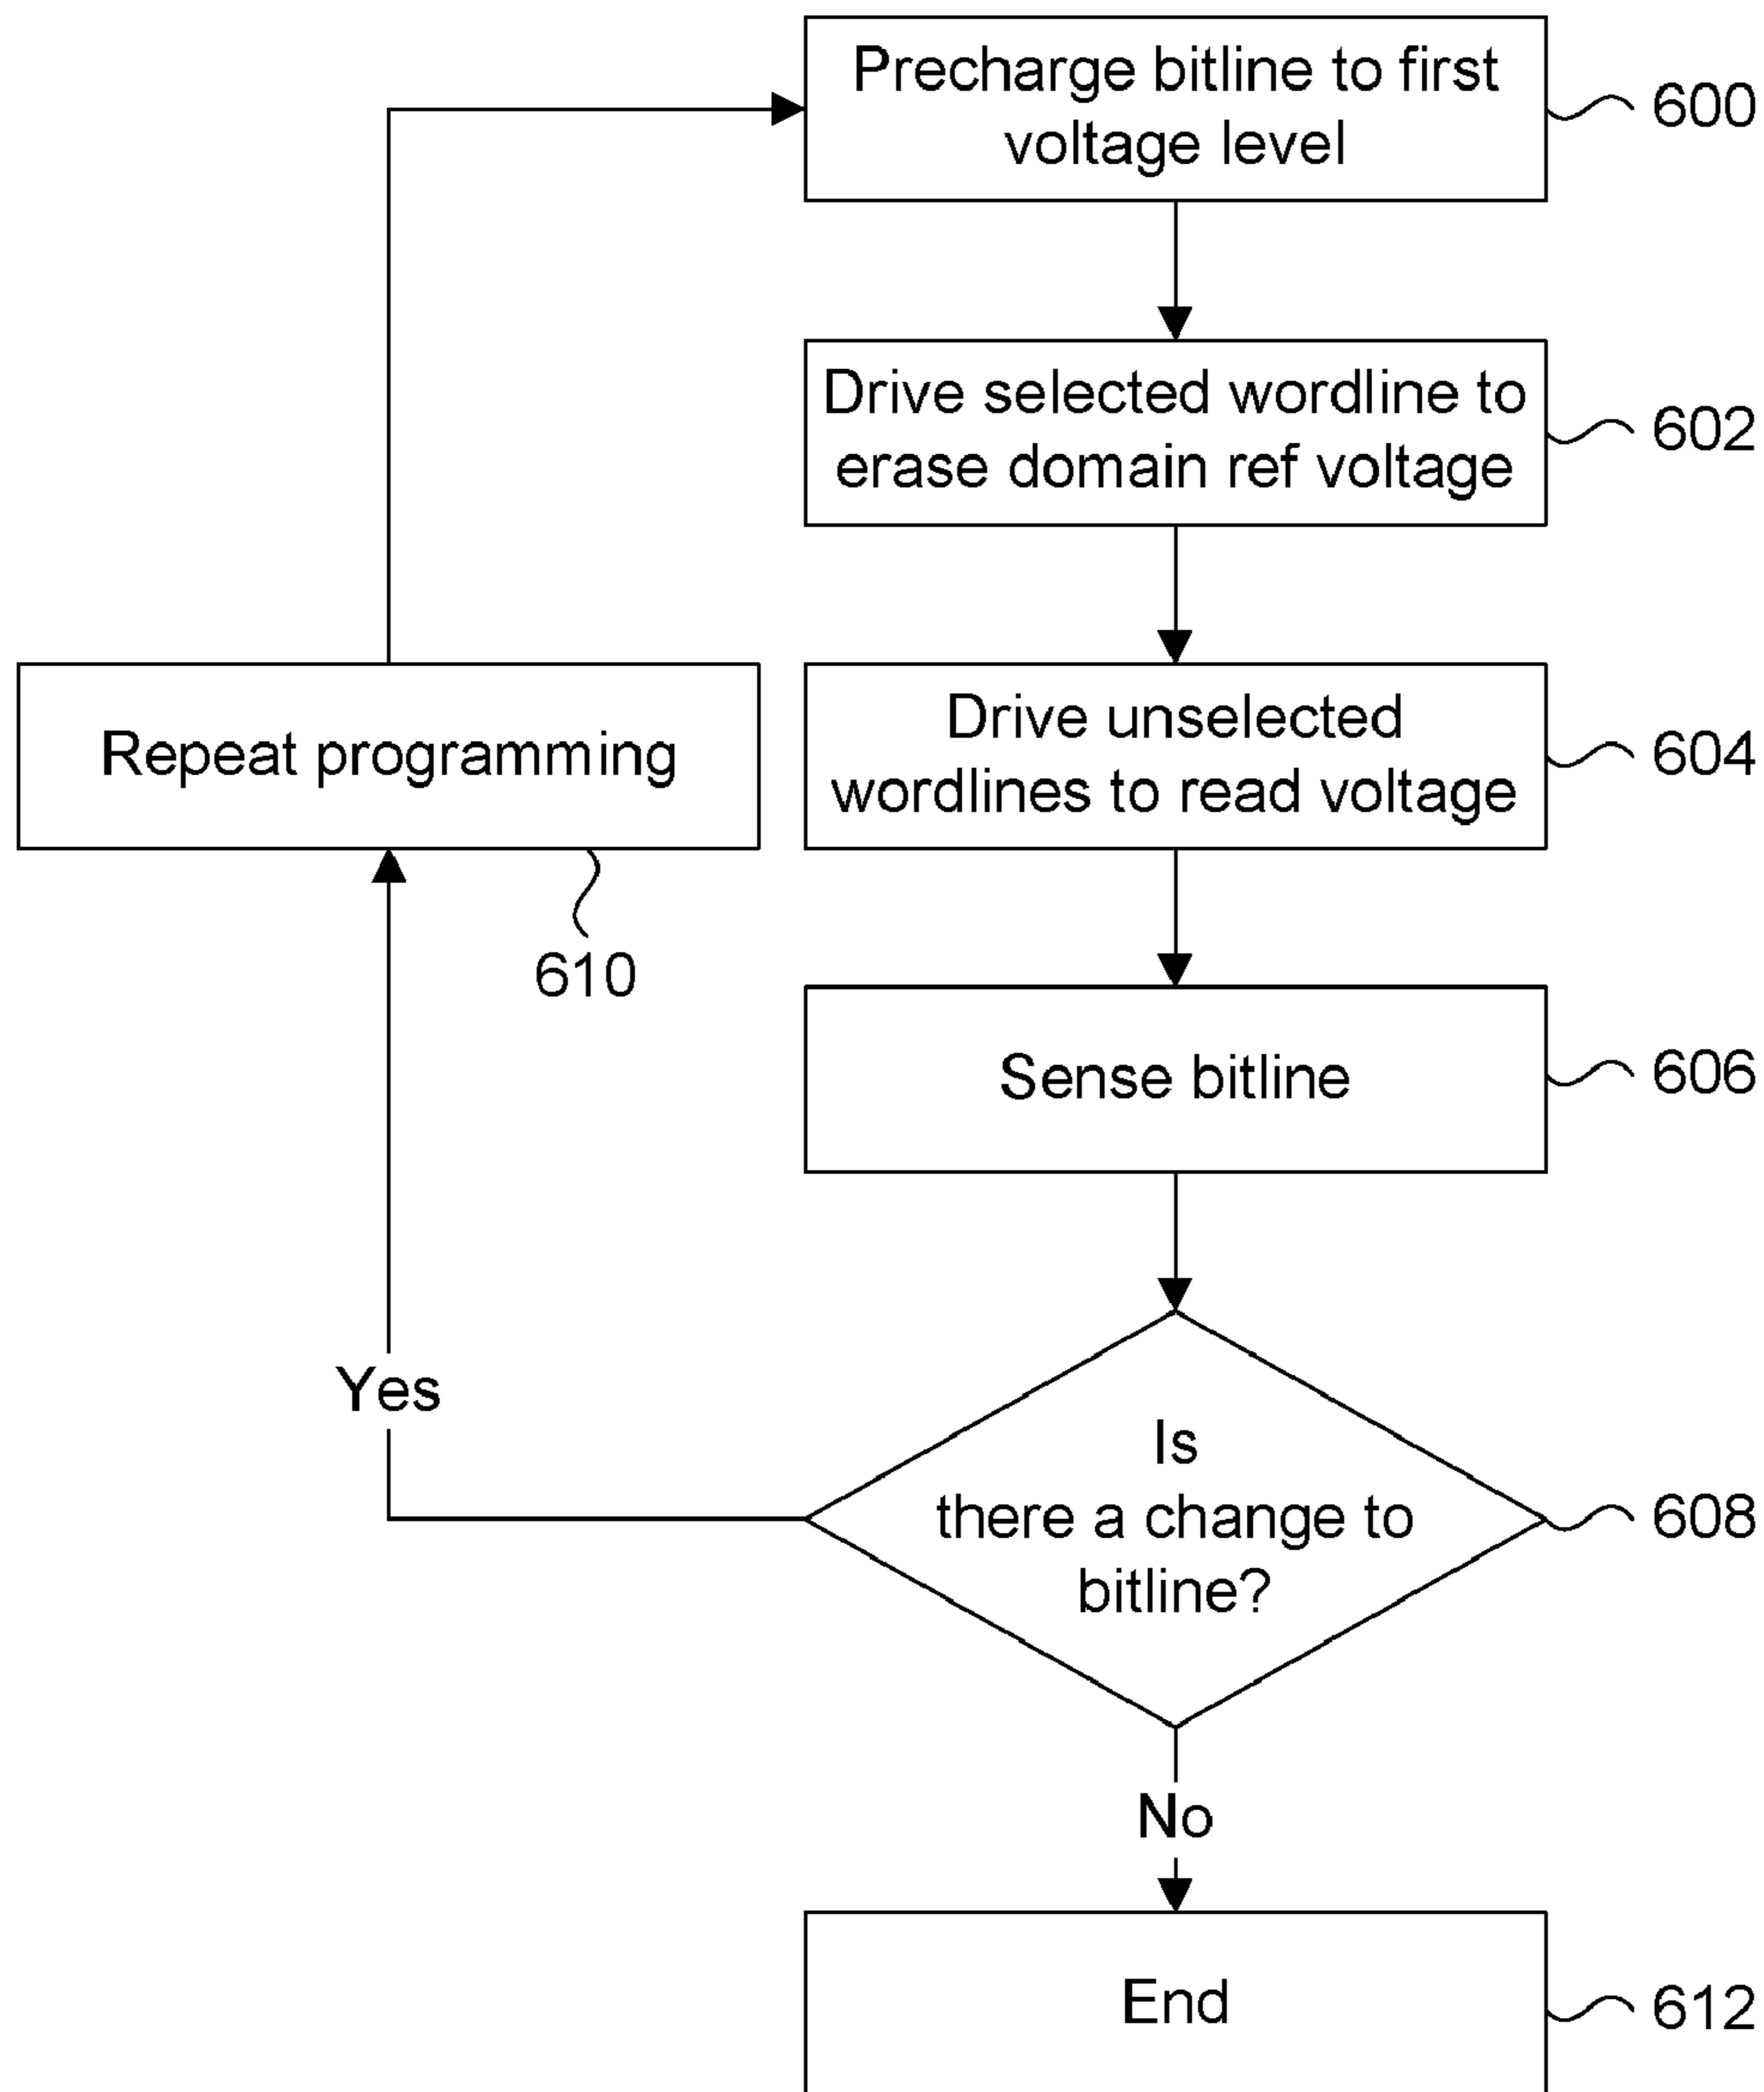 Precharge bitline to first
voltage level
600
Drive selected wordline to
erase domain ref voltage
602
Repeat programming
610
Drive unselected
wordlines to read voltage
604
Sense bitline
606
Yes
Is
there a change to
bitline?
608
No
End
612